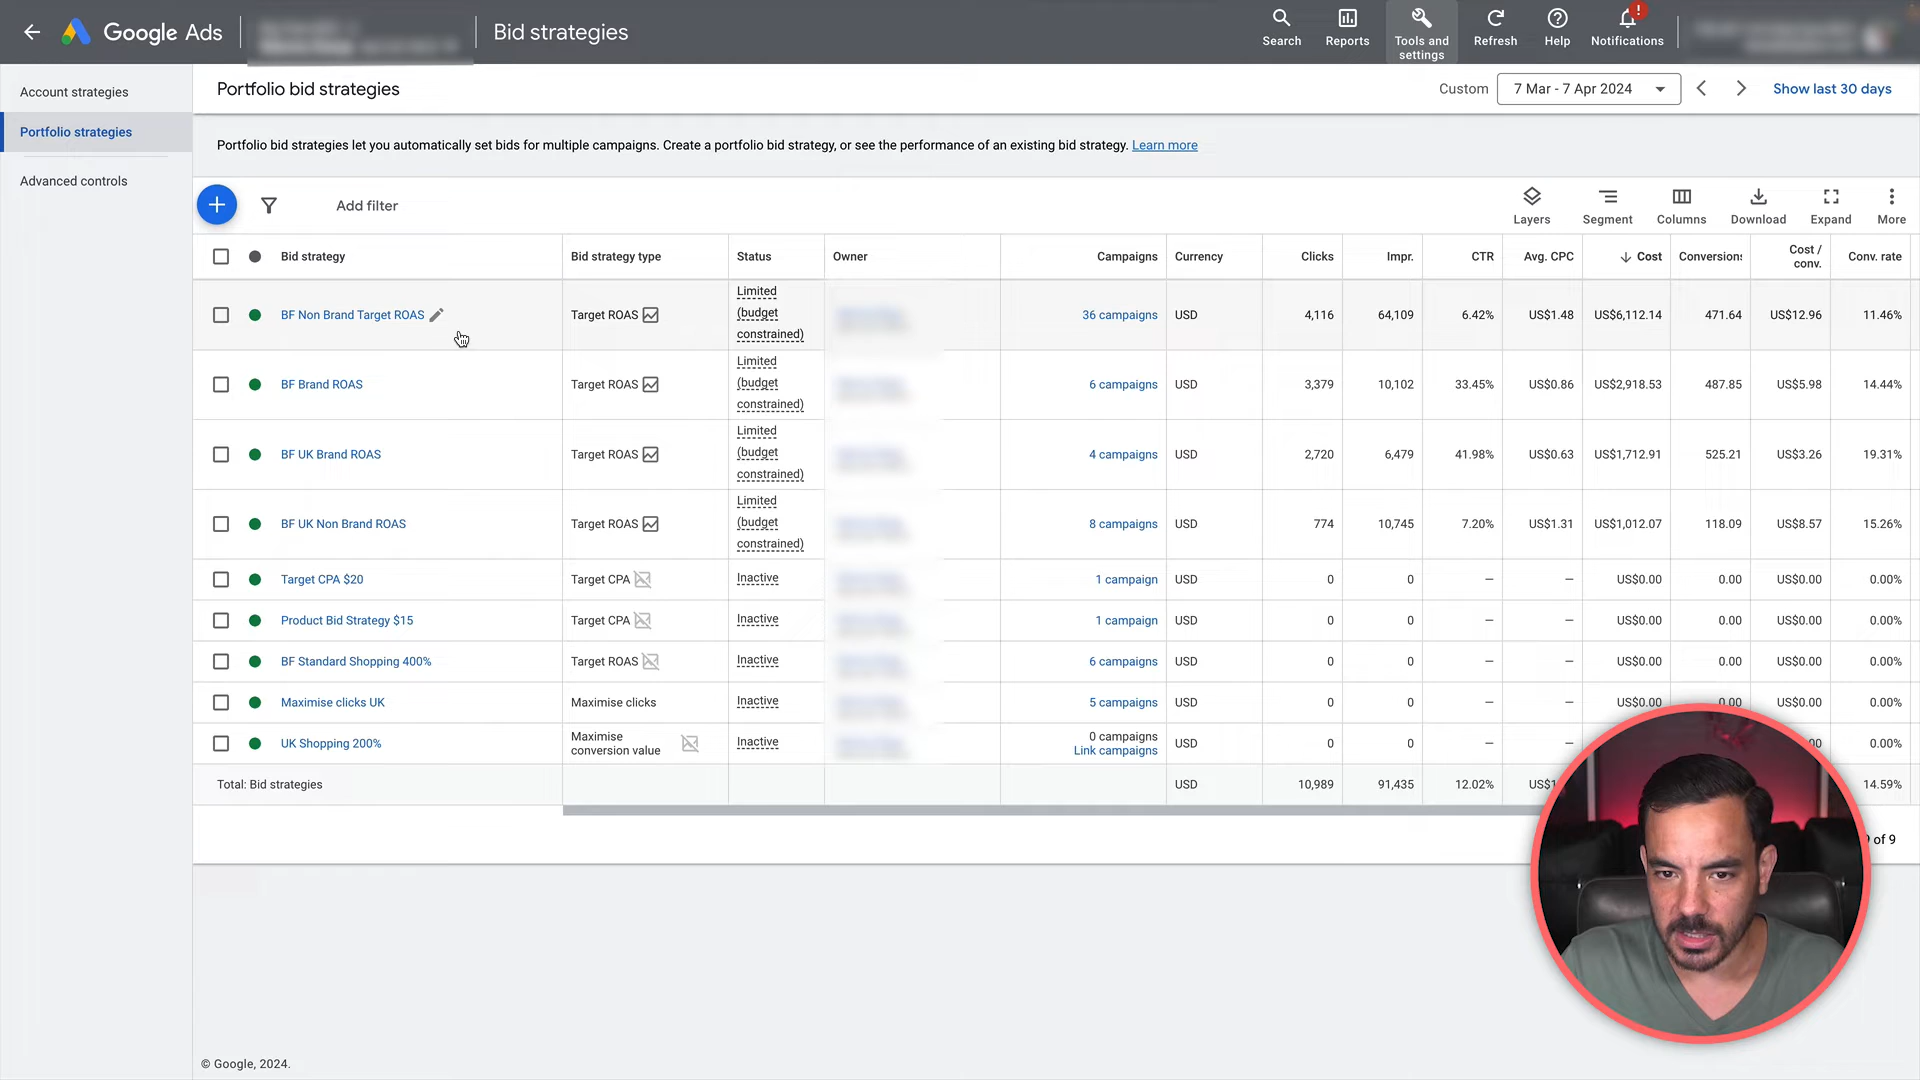 Google Ads
Bid strategies
Search
Reports
Tools and
settings
Refresh
Help
!
Notifications
Account strategies
Portfolio strategies
Advanced controls
Portfolio bid strategies
Custom
7 Mar - 7 Apr 2024
Show last 30 days
Portfolio bid strategies let you automatically set bids for multiple campaigns. Create a portfolio bid strategy, or see the performance of an existing bid strategy. Learn more
Add filter
Layers
Segment
Columns
Download
Expand
More
Bid strategy Bid strategy type Status Owner Campaigns Currency Clicks Impr. CTR Avg. CPC Cost Conversions Cost / conv. Conv. rate
BF Non Brand Target ROAS Target ROAS Limited (budget constrained) 36 campaigns USD 4,116 64,109 6.42% US$1.48 US$6,112.14 471.64 US$12.96 11.46%
BF Brand ROAS Target ROAS Limited (budget constrained) 6 campaigns USD 3,379 10,102 33.45% US$0.86 US$2,918.53 487.85 US$5.98 14.44%
BF UK Brand ROAS Target ROAS Limited (budget constrained) 4 campaigns USD 2,720 6,479 41.98% US$0.63 US$1,712.91 525.21 US$3.26 19.31%
BF UK Non Brand ROAS Target ROAS Limited (budget constrained) 8 campaigns USD 774 10,745 7.20% US$1.31 US$1,012.07 118.09 US$8.57 15.26%
Target CPA $20 Target CPA Inactive 1 campaign USD 0 0 — — US$0.00 0.00 US$0.00 0.00%
Product Bid Strategy $15 Target CPA Inactive 1 campaign USD 0 0 — — US$0.00 0.00 US$0.00 0.00%
BF Standard Shopping 400% Target ROAS Inactive 6 campaigns USD 0 0 — — US$0.00 0.00 US$0.00 0.00%
Maximise clicks UK Maximise clicks Inactive 5 campaigns USD 0 0 — — US$0.00 0.00 US$0.00 0.00%
UK Shopping 200% Maximise conversion value Inactive 0 campaigns Link campaigns USD 0 0 — — 0.00%
Total: Bid strategies USD 10,989 91,435 12.02% 14.59%
of 9
© Google, 2024.